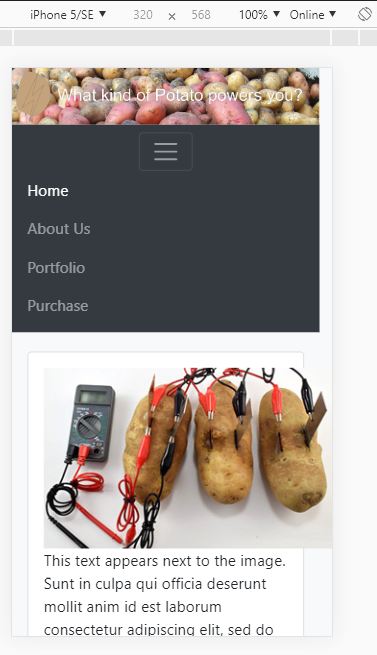 iPhone 5/SE ▼ 320 × 568 100% ▼ Online ▼
What kind of Potato powers you?
Home
About Us
Portfolio
Purchase
This text appears next to the image.
Sunt in culpa qui officia deserunt
mollit anim id est laborum
consectetur adipiscing elit, sed do